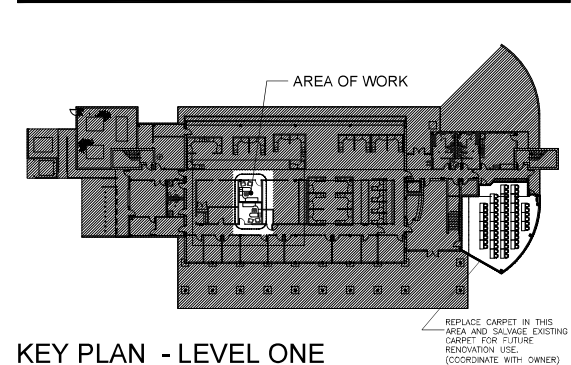 AREA OF WORK
REPLACE CARPET IN THIS
AREA AND SALVAGE EXISTING
CARPET FOR FUTURE
RENOVATION USE.
(COORDINATE WITH OWNER)
KEY PLAN - LEVEL ONE